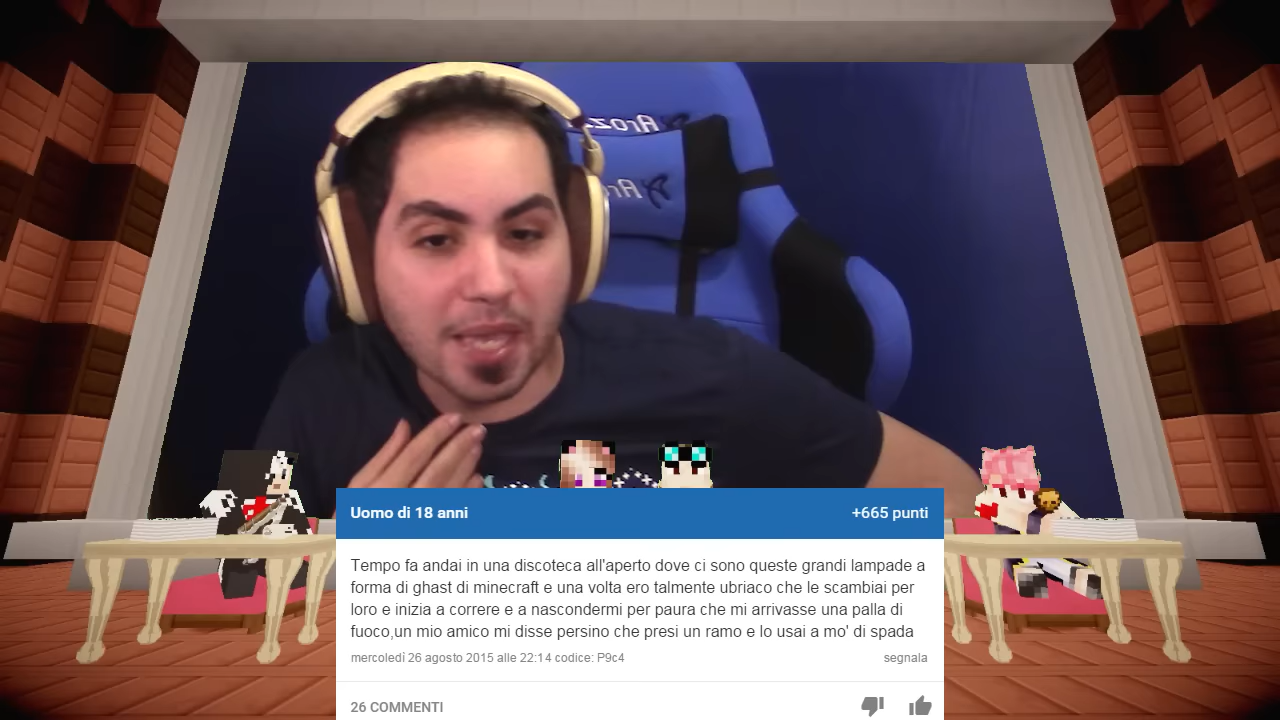 Arozzi
Uomo di 18 anni
+665 punti
Tempo fa andai in una discoteca all'aperto dove ci sono queste grandi lampade a
forma di ghast di minecraft e una volta ero talmente ubriaco che le scambiai per
loro e inizia a correre e a nascondermi per paura che mi arrivasse una palla di
fuoco,un mio amico mi disse persino che presi un ramo e lo usai a mo' di spada
mercoledì 26 agosto 2015 alle 22:14 codice: P9c4
segnala
26 COMMENTI